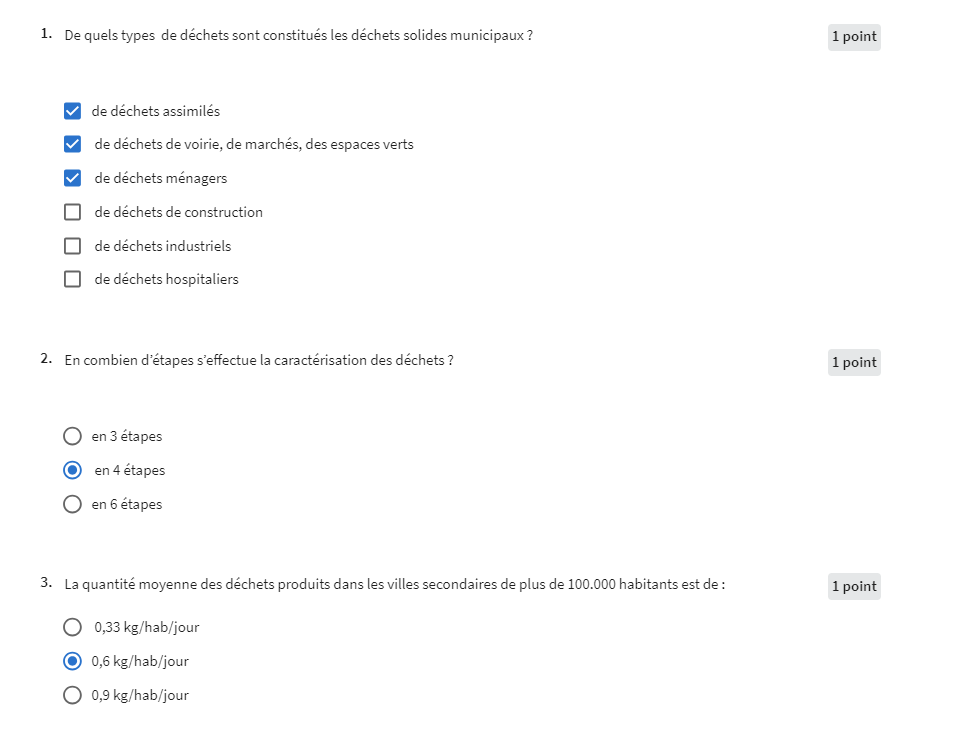 1. De quels types de déchets sont constitués les déchets solides municipaux ? 1 point
de déchets assimilés
de déchets de voirie, de marchés, des espaces verts
de déchets ménagers
de déchets de construction
de déchets industriels
de déchets hospitaliers
2. En combien d'étapes s'effectue la caractérisation des déchets ? 1 point
en 3 étapes
en 4 étapes
en 6 étapes
3. La quantité moyenne des déchets produits dans les villes secondaires de plus de 100.000 habitants est de : 1 point
0,33 kg/hab/jour
0,6 kg/hab/jour
0,9 kg/hab/jour